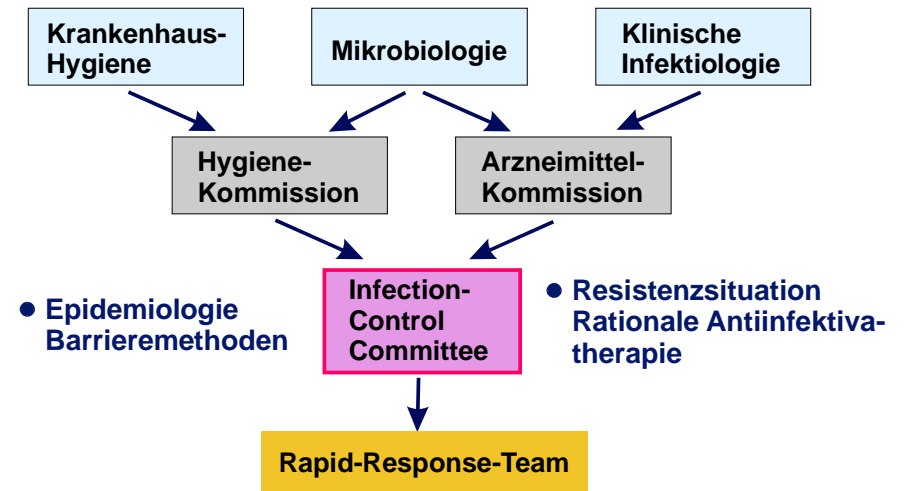 Krankenhaus-
Hygiene
Mikrobiologie
Klinische
Infektiologie
Hygiene-
Kommission
Arzneimittel-
Kommission
Infection-
Control
Committee
● Epidemiologie
Barrieremethoden
● Resistenzsituation
Rationale Antiinfektiva-
therapie
Rapid-Response-Team